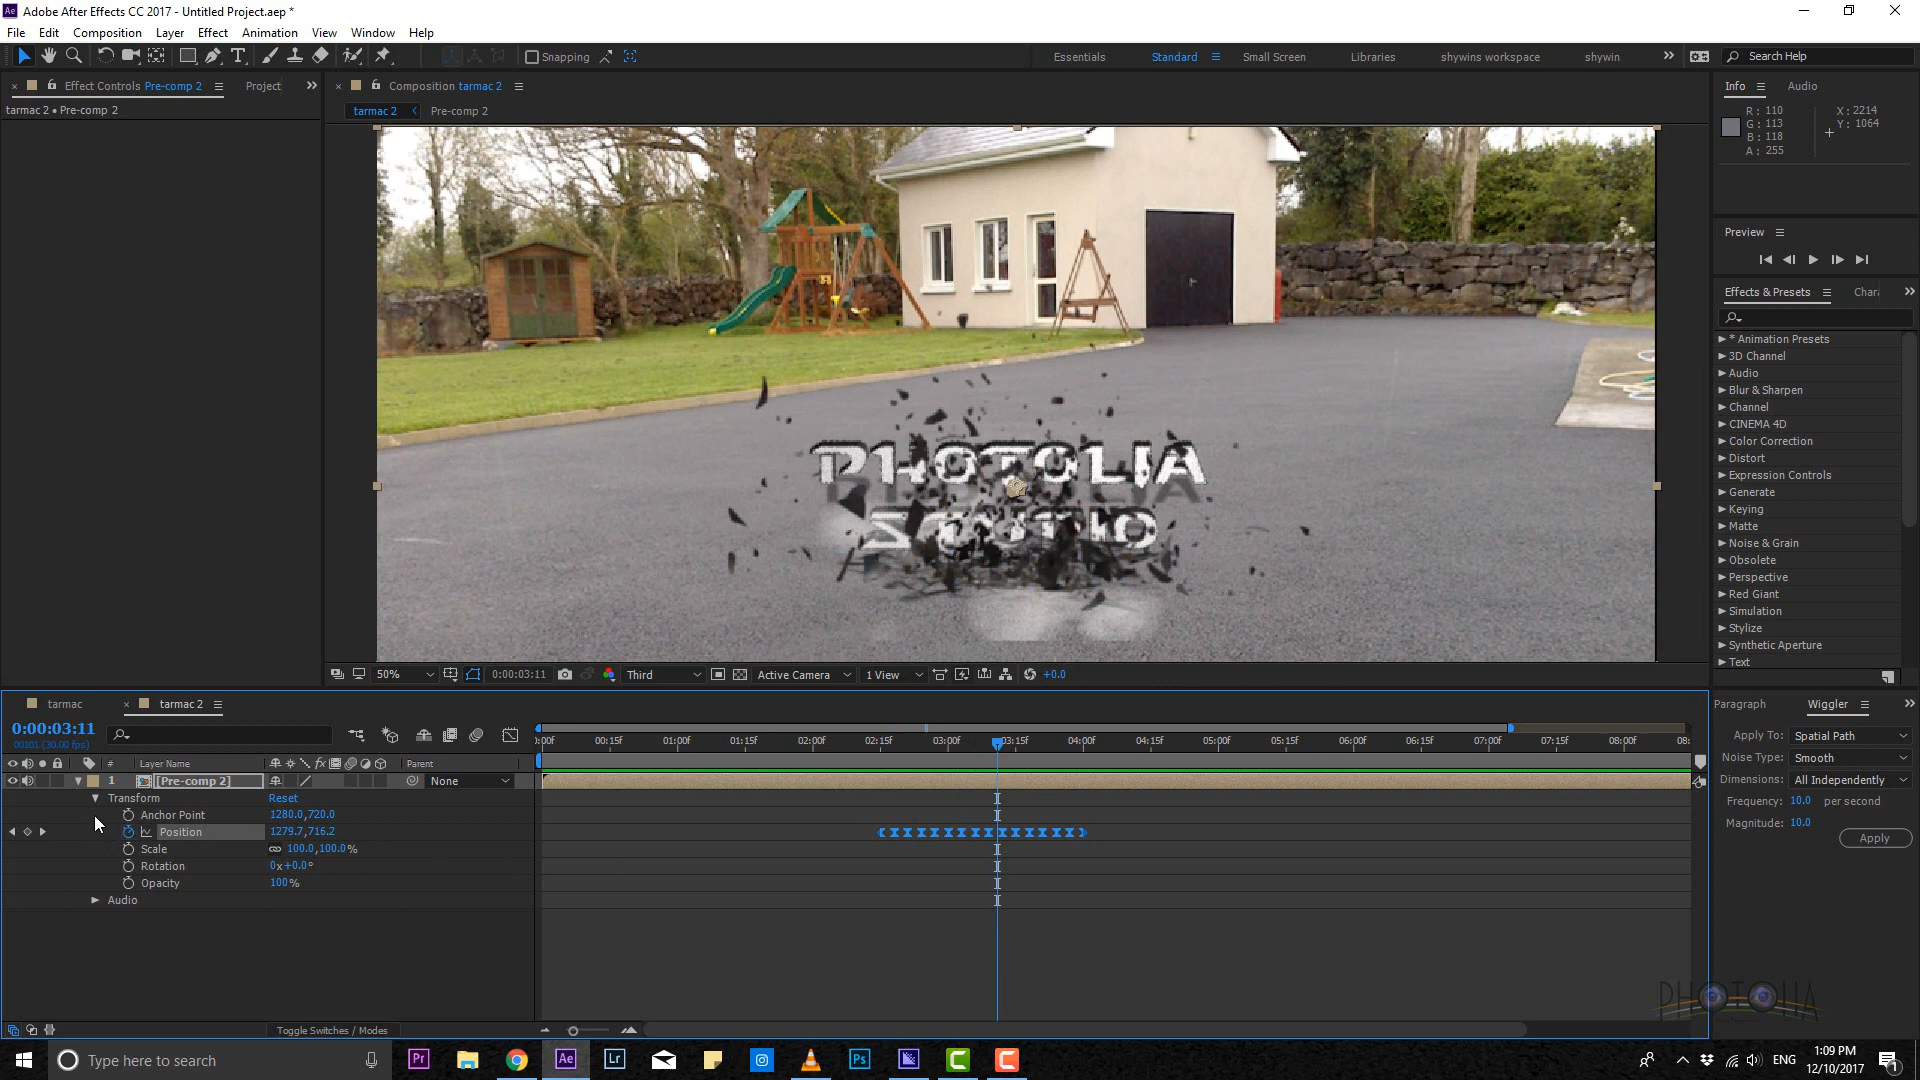 Adobe After Effects CC 2017 - Untitled Project.aep *
File Edit Composition Layer Effect Animation View Window Help
Snapping
Essentials Standard Small Screen Libraries shywins workspace shywin
Search Help
Effect Controls Pre-comp 2 Project
tarmac 2 • Pre-comp 2
Composition tarmac 2
tarmac 2 Pre-comp 2
Info Audio
R: 110
G: 113
B: 118
A: 255
X: 2214
Y: 1064
Preview
Effects & Presets Chara
* Animation Presets
3D Channel
Audio
Blur & Sharpen
Channel
CINEMA 4D
Color Correction
Distort
Expression Controls
Generate
Keying
Matte
Noise & Grain
Obsolete
Perspective
Red Giant
Simulation
Stylize
Synthetic Aperture
Text
PHOTOLIA
50% 0:00:03:11 Third Active Camera 1 View +0.0
tarmac tarmac 2
0:00:03:11
00101 (30.00 fps)
# Layer Name Parent
1 [Pre-comp 2] None
Transform Reset
Anchor Point 1280.0,720.0
Position 1279.7,716.2
Scale 100.0,100.0%
Rotation 0x+0.0°
Opacity 100%
Audio
Toggle Switches / Modes
):00f 00:15f 01:00f 01:15f 02:00f 02:15f 03:00f 03:15f 04:00f 04:15f 05:00f 05:15f 06:00f 06:15f 07:00f 07:15f 08:00f 08:
Paragraph Wiggler
Apply To: Spatial Path
Noise Type: Smooth
Dimensions: All Independently
Frequency: 10.0 per second
Magnitude: 10.0
Apply
PHOTOLIA
Type here to search
Pr Ae Lr Ps
ENG
1:09 PM
12/10/2017
1